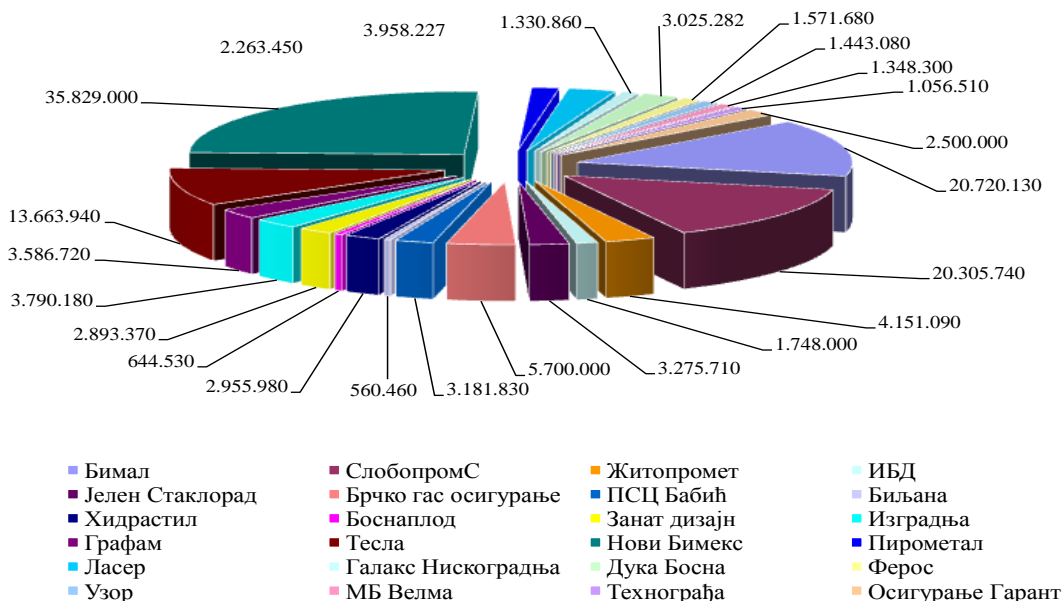 3.958.227 1.330.860 3.025.282 1.571.680
2.263.450 1.443.080
1.348.300
35.829.000 1.056.510
2.500.000
20.720.130
13.663.940
3.586.720 20.305.740
3.790.180
4.151.090
2.893.370 1.748.000
644.530 5.700.000 3.275.710
2.955.980 560.460 3.181.830
Бимал СлобопромС Житопромет ИБД
Јелен Стаклорад Брчко гас осигурање ПСЦ Бабић Биљана
Хидрастил Боснаплод Занат дизајн Изградња
Графам Тесла Нови Бимекс Пирометал
Ласер Галакс Нискоградња Дука Босна Ферос
Узор МБ Велма Технограђа Осигурање Гарант